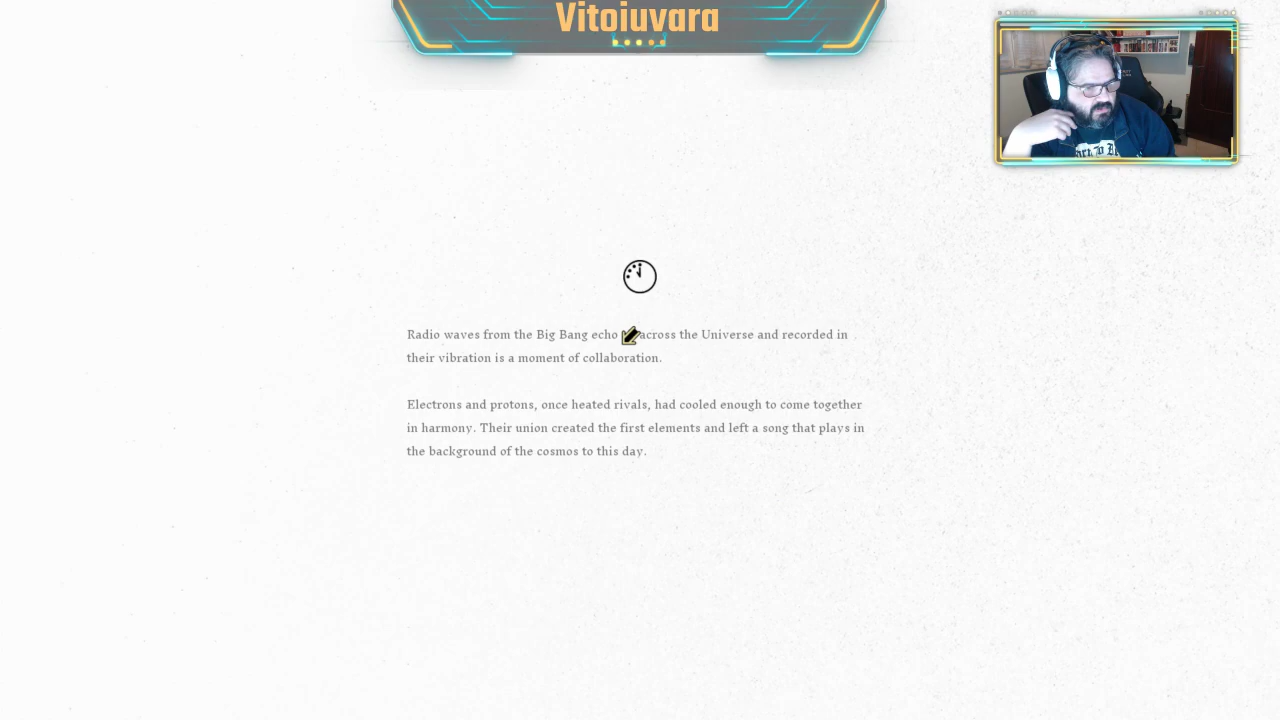 Vitoiuvara
Radio waves from the Big Bang echo across the Universe and recorded in
their vibration is a moment of collaboration.
Electrons and protons, once heated rivals, had cooled enough to come together
in harmony. Their union created the first elements and left a song that plays in
the background of the cosmos to this day.